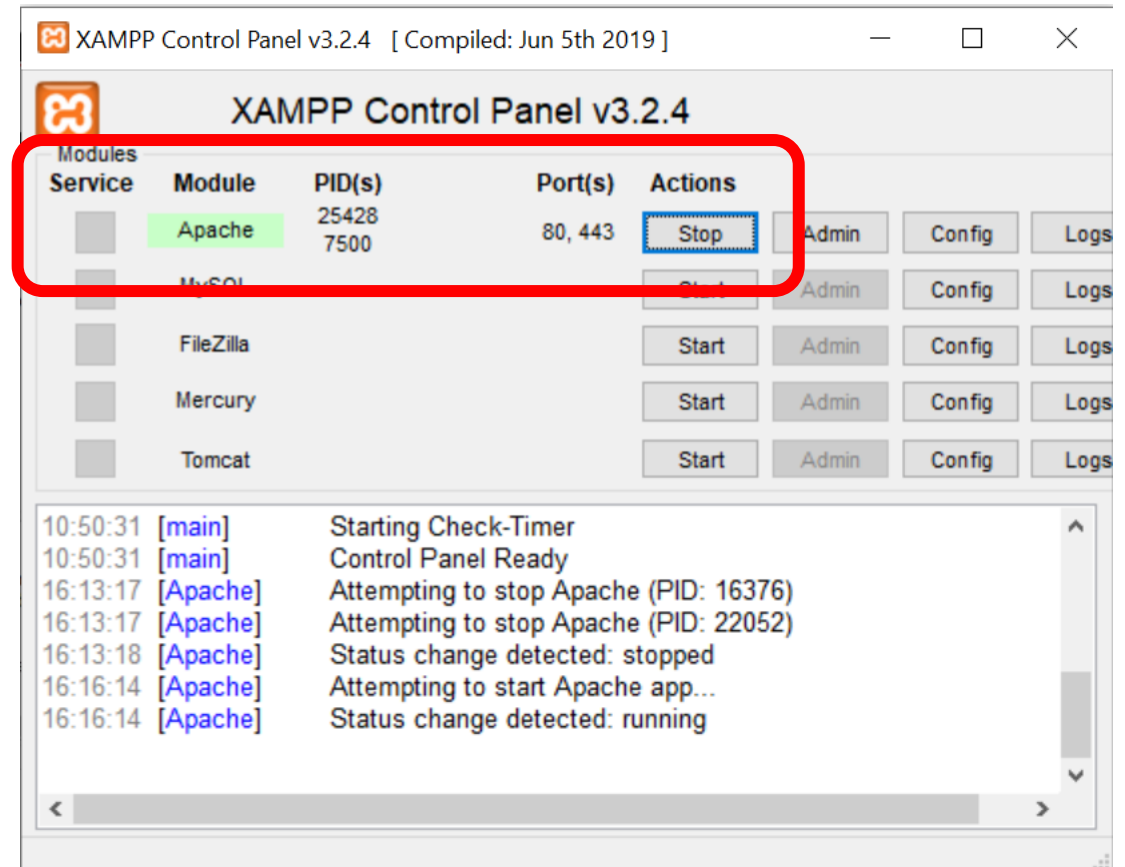 XAMPP Control Panel v3.2.4 [ Compiled: Jun 5th 2019 ]
XAMPP Control Panel v3.2.4
Modules
Service Module PID(s) Port(s) Actions
Apache 25428 7500 80, 443 Stop Admin Config Logs
MySQL Start Admin Config Logs
FileZilla Start Admin Config Logs
Mercury Start Admin Config Logs
Tomcat Start Admin Config Logs
10:50:31 [main] Starting Check-Timer
10:50:31 [main] Control Panel Ready
16:13:17 [Apache] Attempting to stop Apache (PID: 16376)
16:13:17 [Apache] Attempting to stop Apache (PID: 22052)
16:13:18 [Apache] Status change detected: stopped
16:16:14 [Apache] Attempting to start Apache app...
16:16:14 [Apache] Status change detected: running